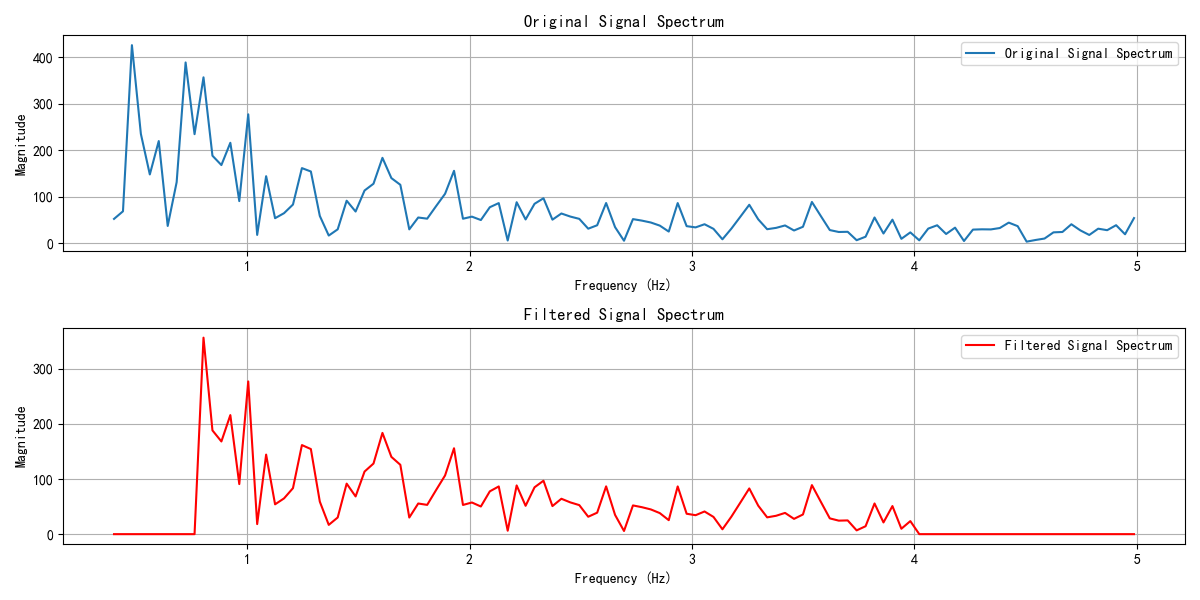 Original Signal Spectrum
Original Signal Spectrum
Magnitude
400
300
200
100
0
1
2
3
4
5
Frequency (Hz)
Filtered Signal Spectrum
Filtered Signal Spectrum
Magnitude
300
200
100
0
1
2
3
4
5
Frequency (Hz)